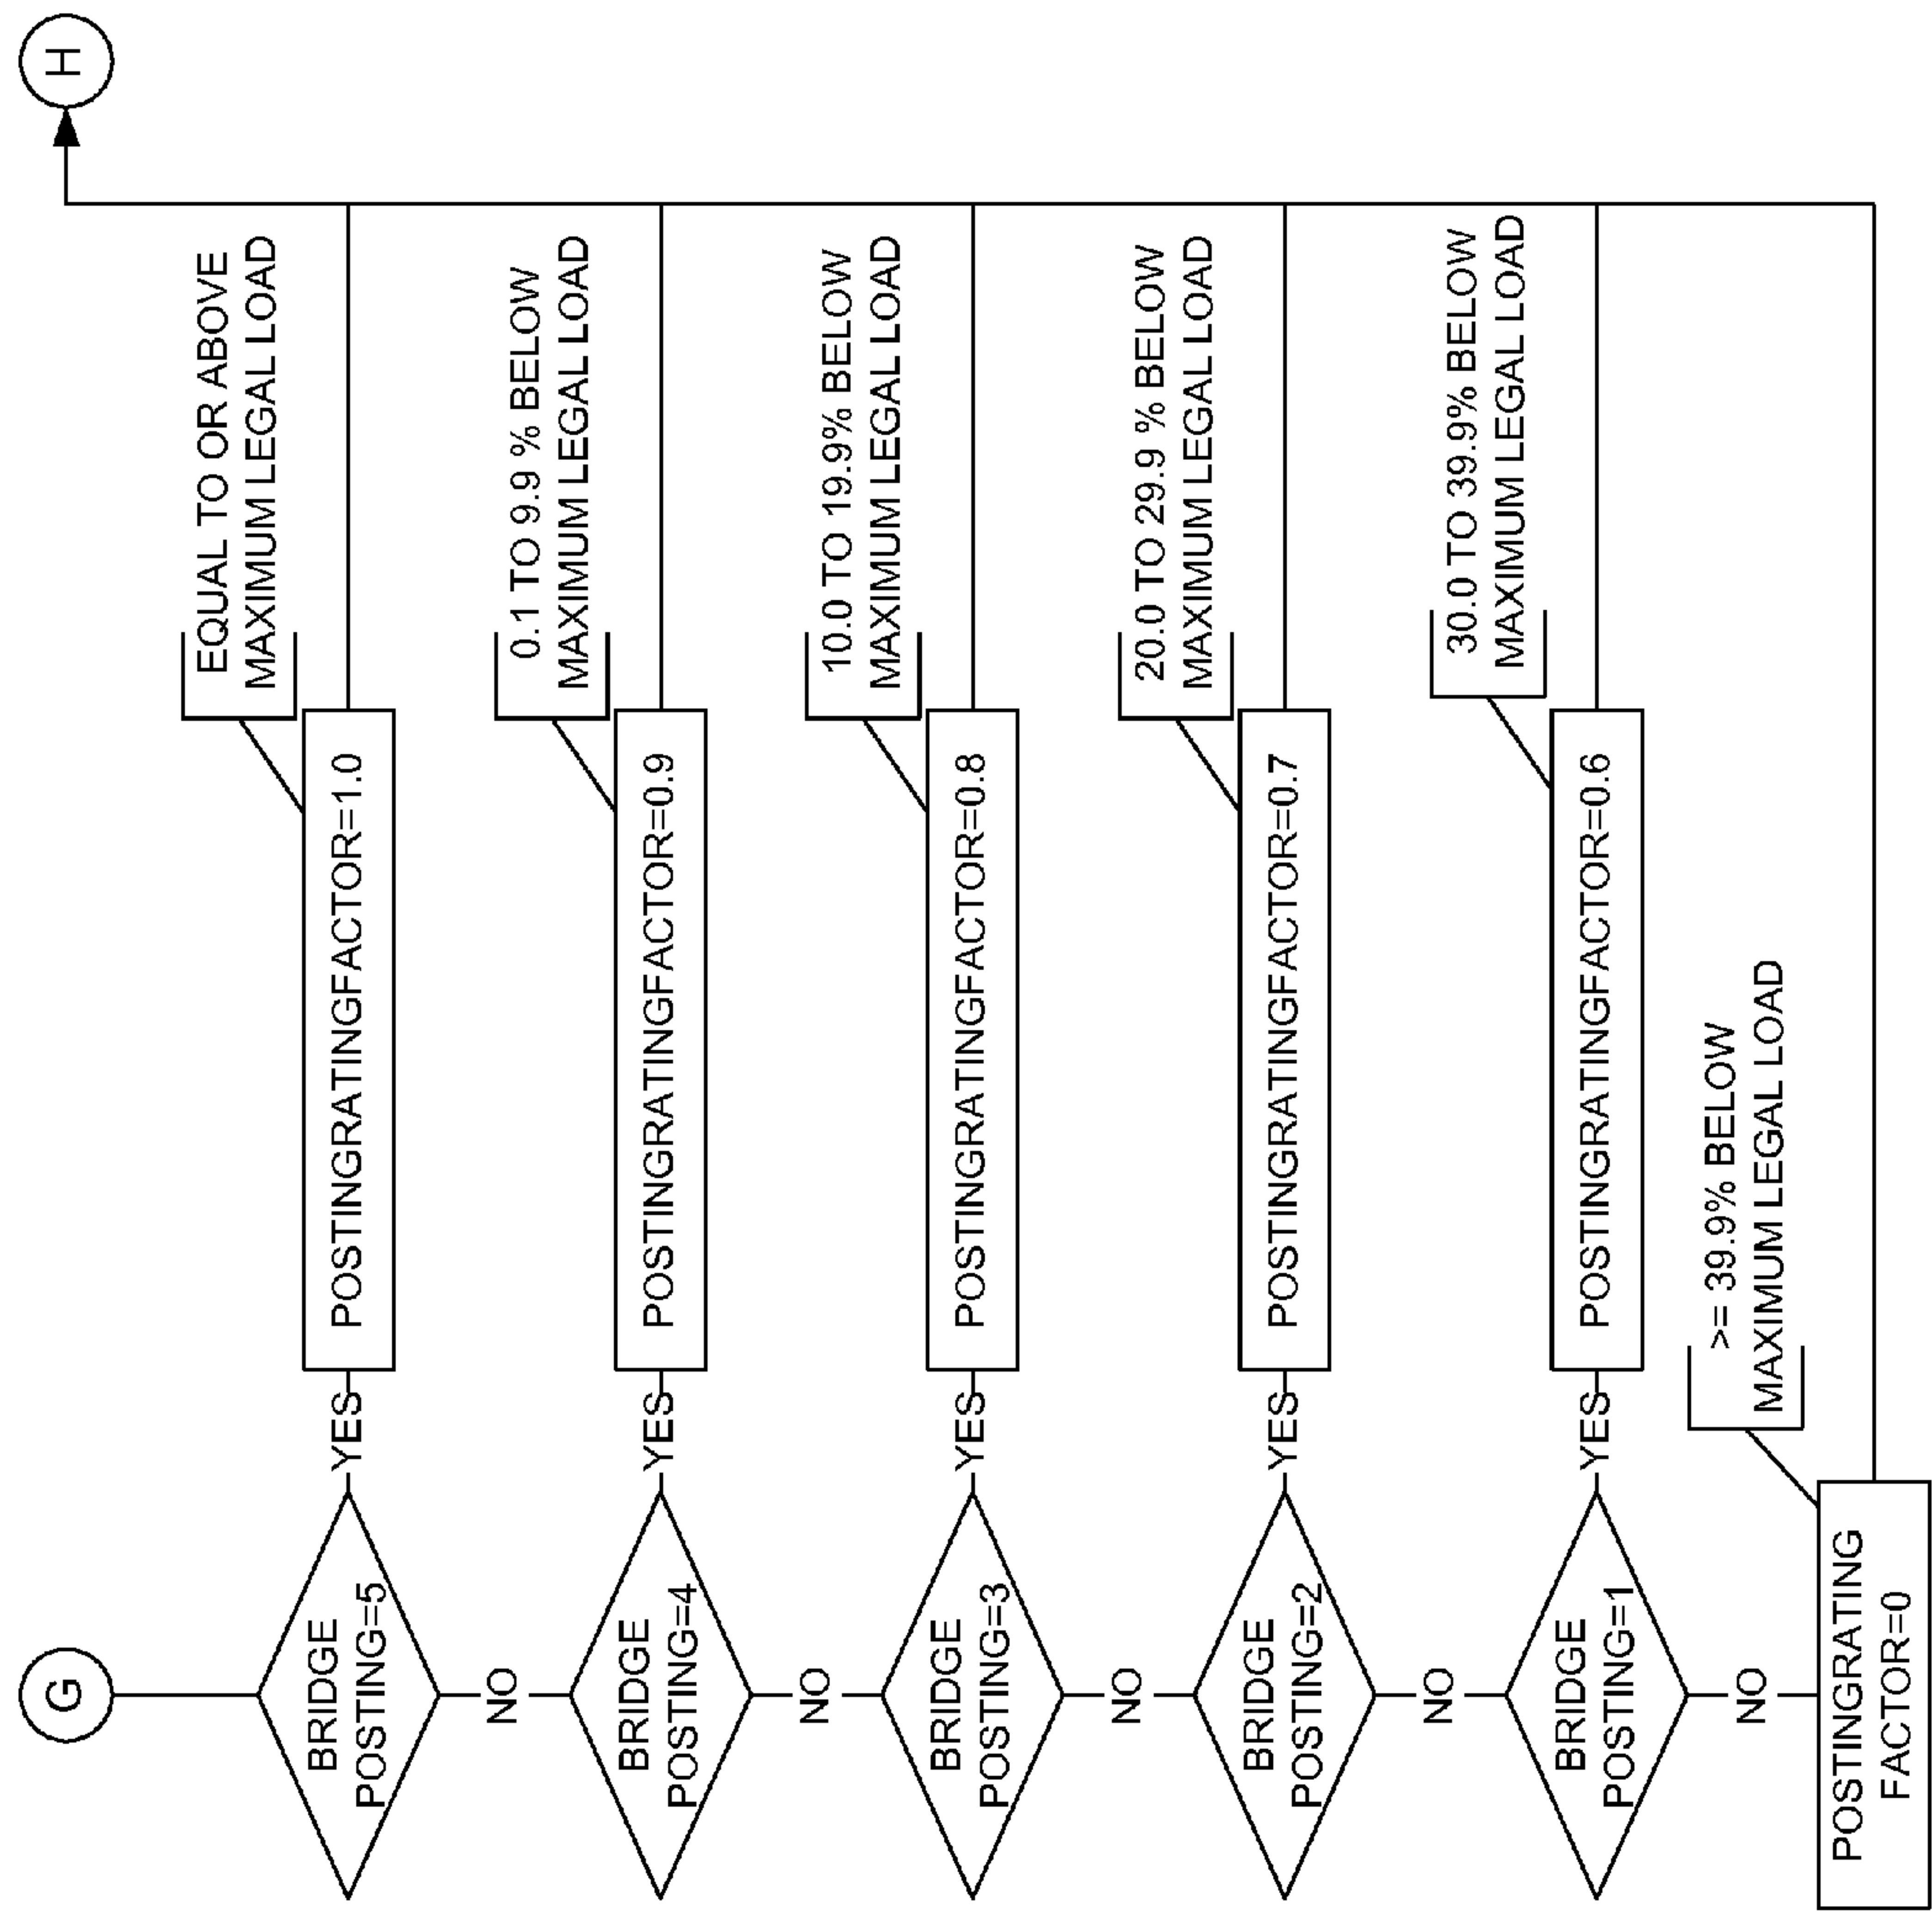 G
H
BRIDGE
POSTING=5
YES
POSTINGRATINGFACTOR=1.0
EQUAL TO OR ABOVE
MAXIMUM LEGAL LOAD
NO
BRIDGE
POSTING=4
YES
POSTINGRATINGFACTOR=0.9
0.1 TO 9.9 % BELOW
MAXIMUM LEGAL LOAD
NO
BRIDGE
POSTING=3
YES
POSTINGRATINGFACTOR=0.8
10.0 TO 19.9% BELOW
MAXIMUM LEGAL LOAD
NO
BRIDGE
POSTING=2
YES
POSTINGRATINGFACTOR=0.7
20.0 TO 29.9 % BELOW
MAXIMUM LEGAL LOAD
NO
BRIDGE
POSTING=1
YES
POSTINGRATINGFACTOR=0.6
30.0 TO 39.9% BELOW
MAXIMUM LEGAL LOAD
NO
POSTINGRATING
FACTOR=0
>= 39.9% BELOW
MAXIMUM LEGAL LOAD